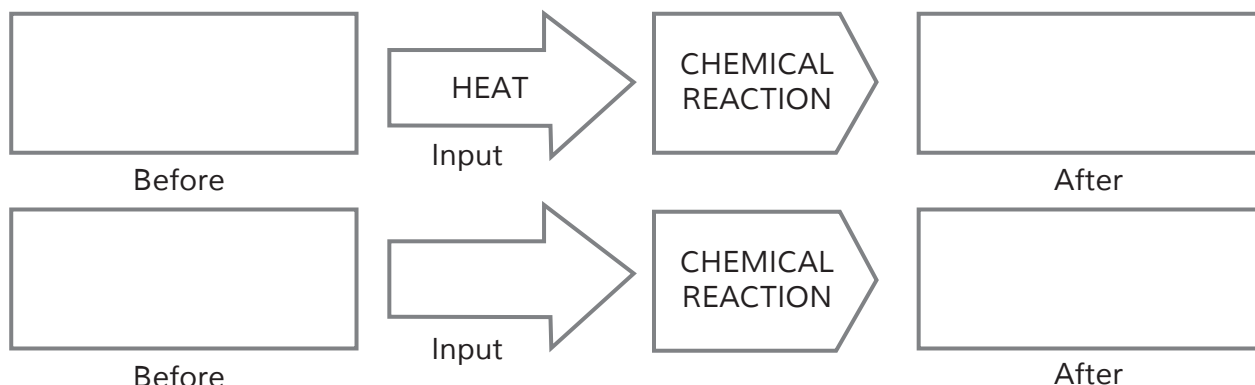 HEAT
CHEMICAL
REACTION
Input
Before
After
CHEMICAL
REACTION
Input
Before
After